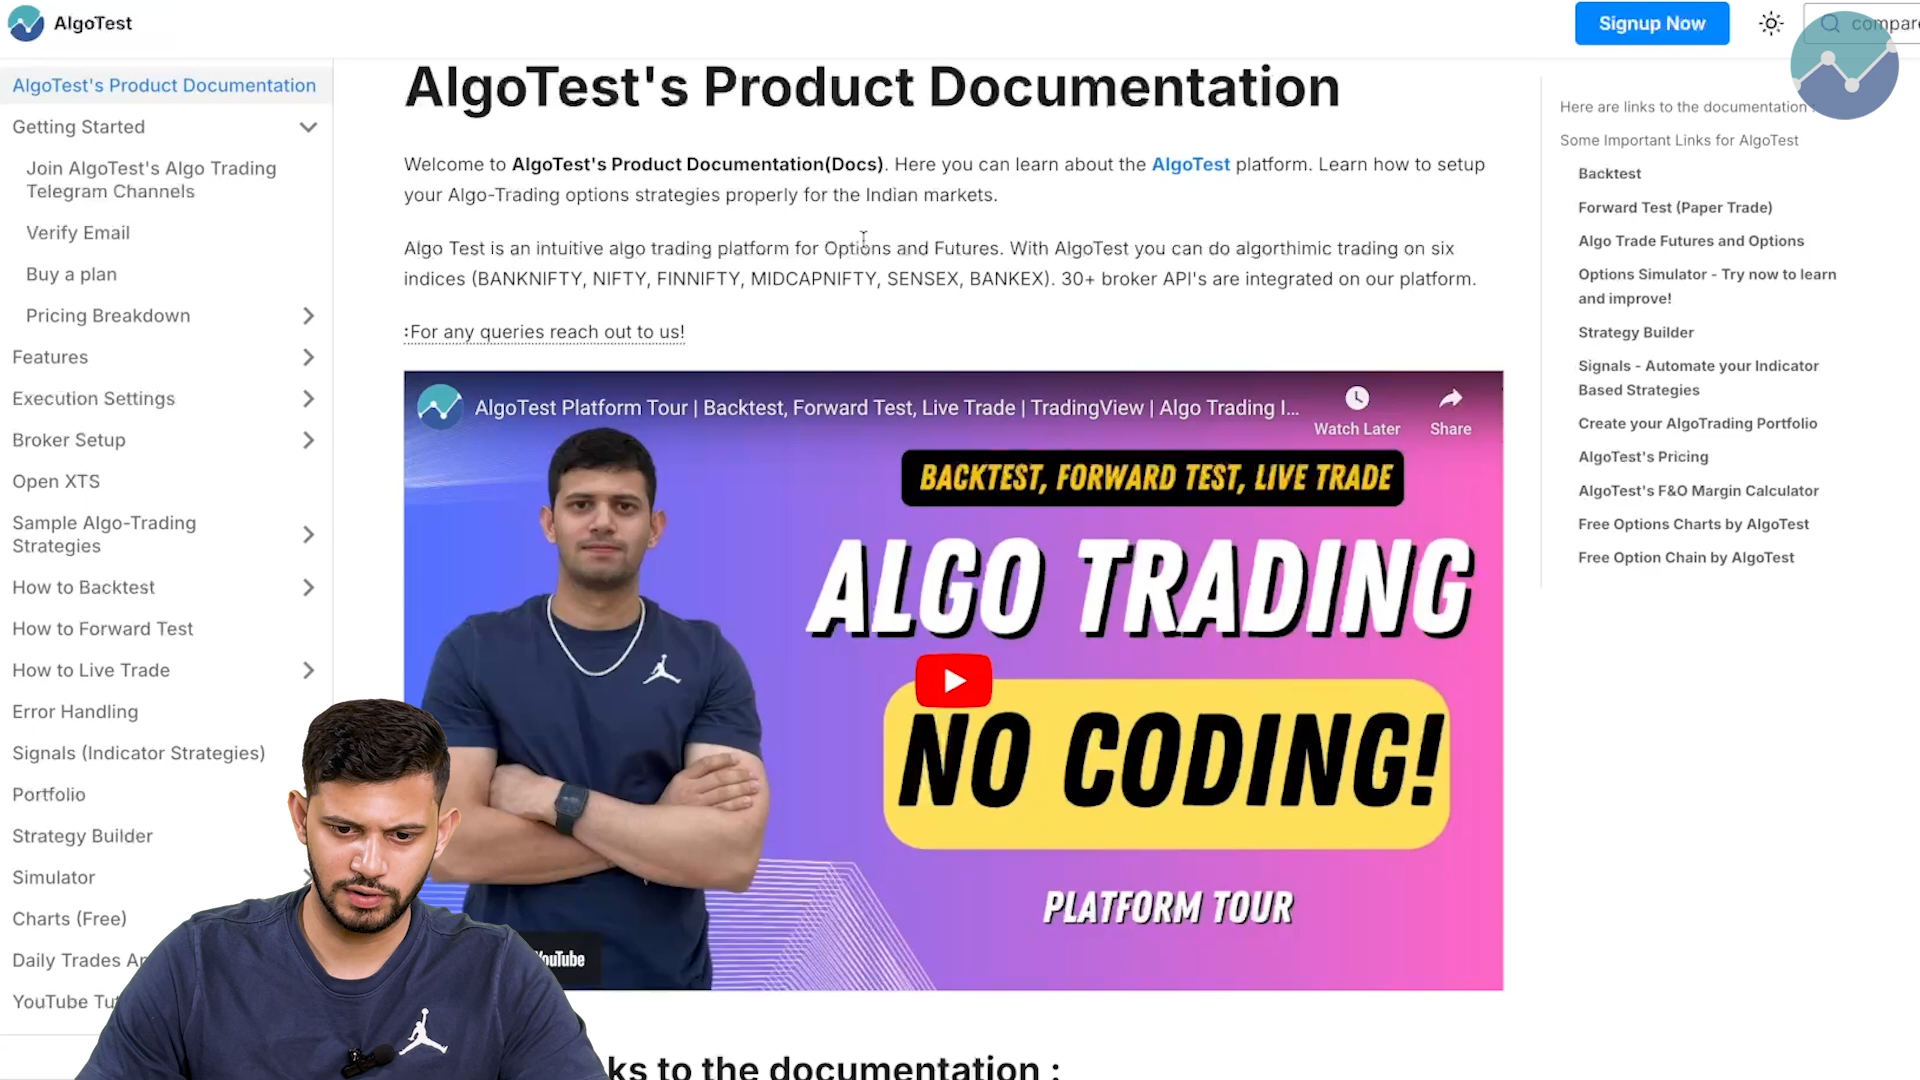 AlgoTest
Signup Now
compare
AlgoTest's Product Documentation
Getting Started
Join AlgoTest's Algo Trading
Telegram Channels
Verify Email
Buy a plan
Pricing Breakdown
Features
Execution Settings
Broker Setup
Open XTS
Sample Algo-Trading
Strategies
How to Backtest
How to Forward Test
How to Live Trade
Error Handling
Signals (Indicator Strategies)
Portfolio
Strategy Builder
Simulator
Charts (Free)
Daily Trades
YouTube
AlgoTest's Product Documentation
Welcome to AlgoTest's Product Documentation(Docs). Here you can learn about the AlgoTest platform. Learn how to setup
your Algo-Trading options strategies properly for the Indian markets.
Algo Test is an intuitive algo trading platform for Options and Futures. With AlgoTest you can do algorthimic trading on six
indices (BANKNIFTY, NIFTY, FINNIFTY, MIDCAPNIFTY, SENSEX, BANKEX). 30+ broker API's are integrated on our platform.
:For any queries reach out to us!
AlgoTest Platform Tour | Backtest, Forward Test, Live Trade | TradingView | Algo Trading I...
Watch Later
Share
BACKTEST, FORWARD TEST, LIVE TRADE
ALGO TRADING
NO CODING!
PLATFORM TOUR
YouTube
ks to the documentation :
Here are links to the documentation :
Some Important Links for AlgoTest
Backtest
Forward Test (Paper Trade)
Algo Trade Futures and Options
Options Simulator - Try now to learn
and improve!
Strategy Builder
Signals - Automate your Indicator
Based Strategies
Create your AlgoTrading Portfolio
AlgoTest's Pricing
AlgoTest's F&O Margin Calculator
Free Options Charts by AlgoTest
Free Option Chain by AlgoTest